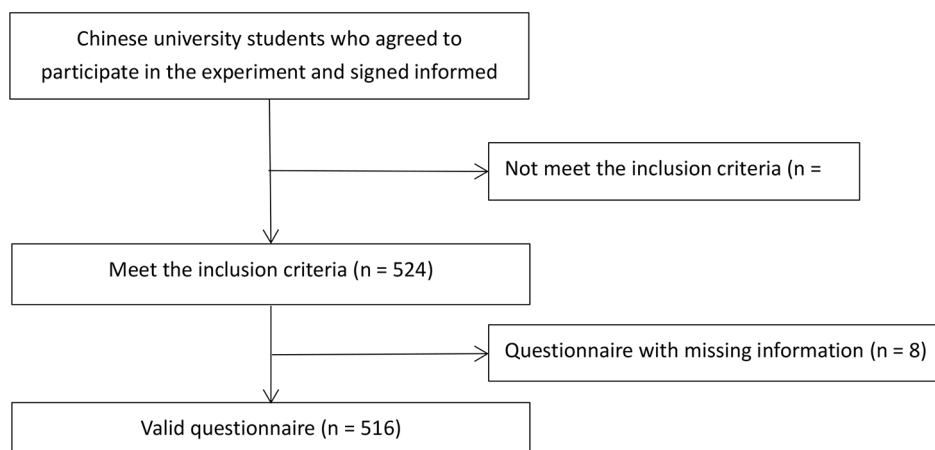 Chinese university students who agreed to
participate in the experiment and signed informed
Not meet the inclusion criteria (n =
Meet the inclusion criteria (n = 524)
Questionnaire with missing information (n = 8)
Valid questionnaire (n = 516)